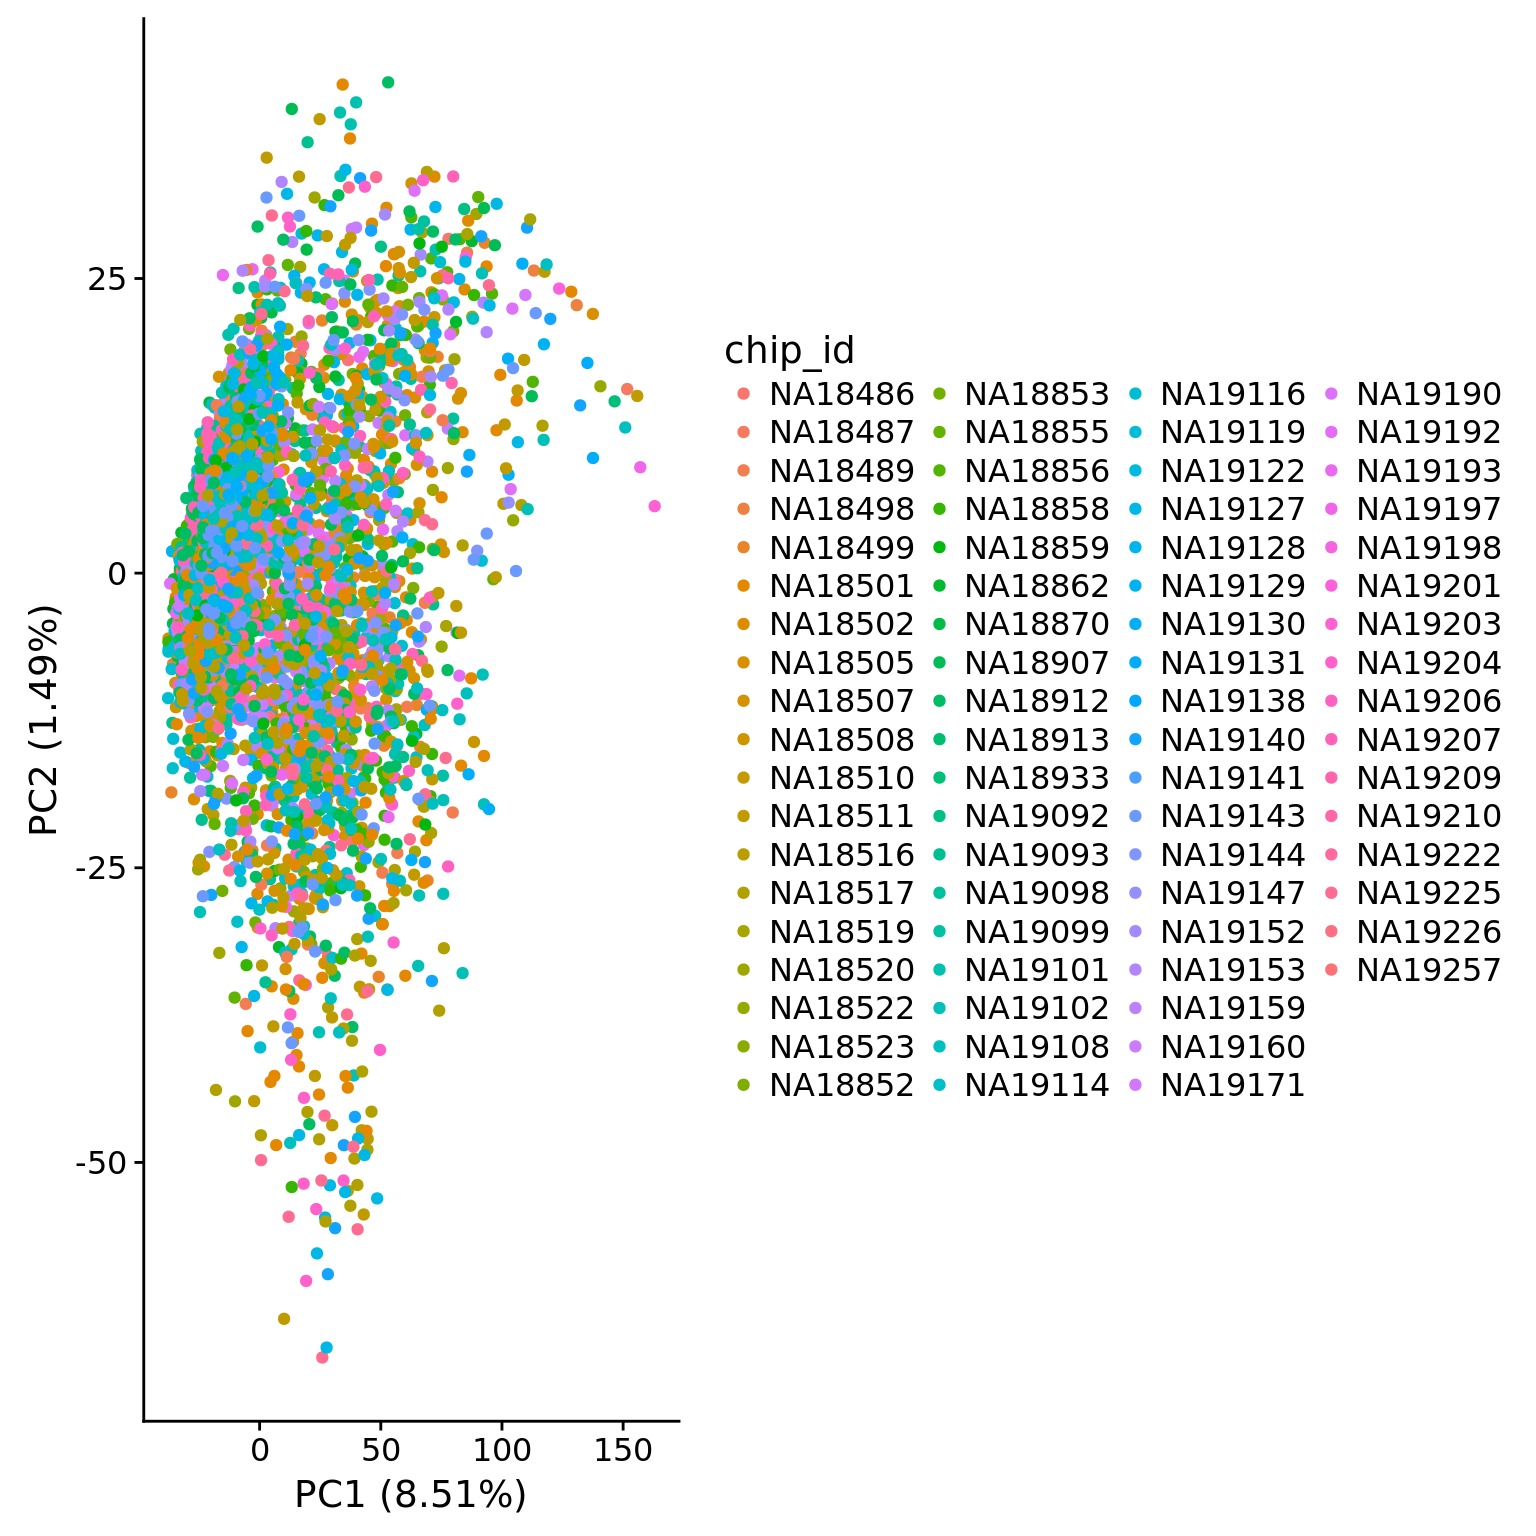 25
0
-25
-50
PC2 (1.49%)
0 50 100 150
PC1 (8.51%)
chip_id
NA18486 NA18853 NA19116 NA19190
NA18487 NA18855 NA19119 NA19192
NA18489 NA18856 NA19122 NA19193
NA18498 NA18858 NA19127 NA19197
NA18499 NA18859 NA19128 NA19198
NA18501 NA18862 NA19129 NA19201
NA18502 NA18870 NA19130 NA19203
NA18505 NA18907 NA19131 NA19204
NA18507 NA18912 NA19138 NA19206
NA18508 NA18913 NA19140 NA19207
NA18510 NA18933 NA19141 NA19209
NA18511 NA19092 NA19143 NA19210
NA18516 NA19093 NA19144 NA19222
NA18517 NA19098 NA19147 NA19225
NA18519 NA19099 NA19152 NA19226
NA18520 NA19101 NA19153 NA19257
NA18522 NA19102 NA19159
NA18523 NA19108 NA19160
NA18852 NA19114 NA19171